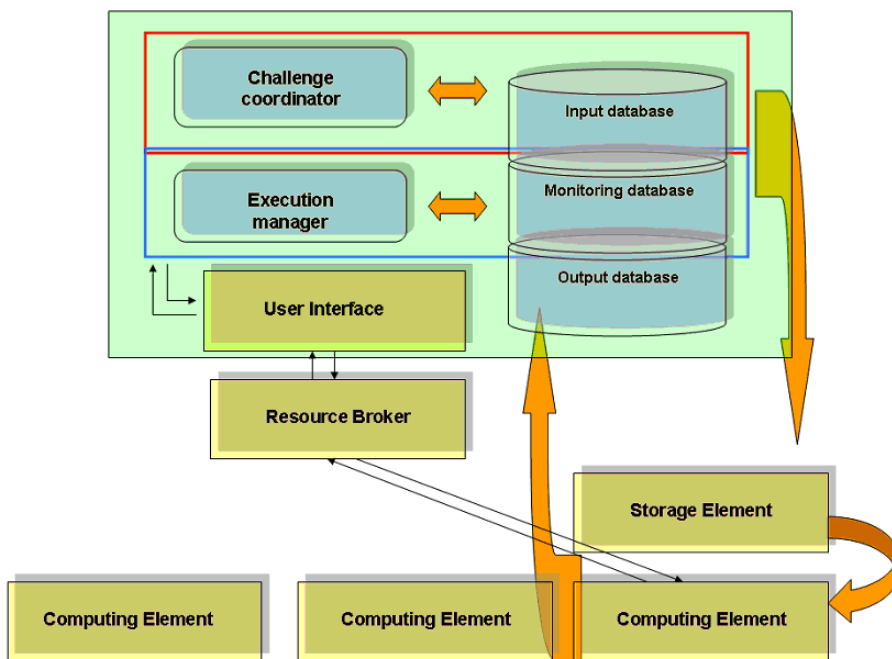 Challenge
coordinator
Input database
Execution
manager
Monitoring database
Output database
User Interface
Resource Broker
Storage Element
Computing Element
Computing Element
Computing Element